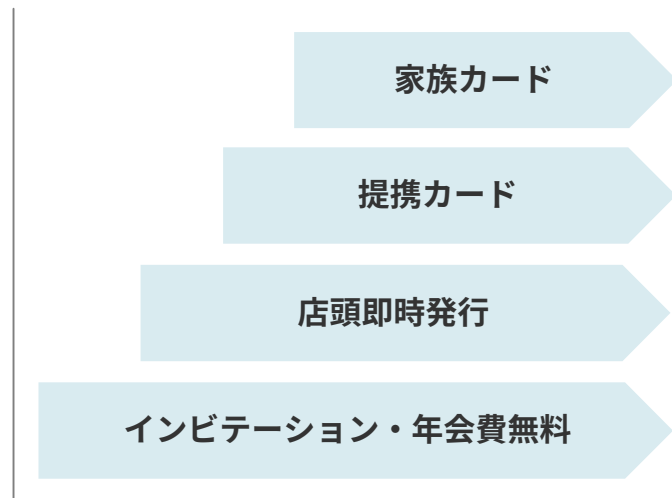 家族カード
提携カード
店頭即時発行
インビテーション・年会費無料